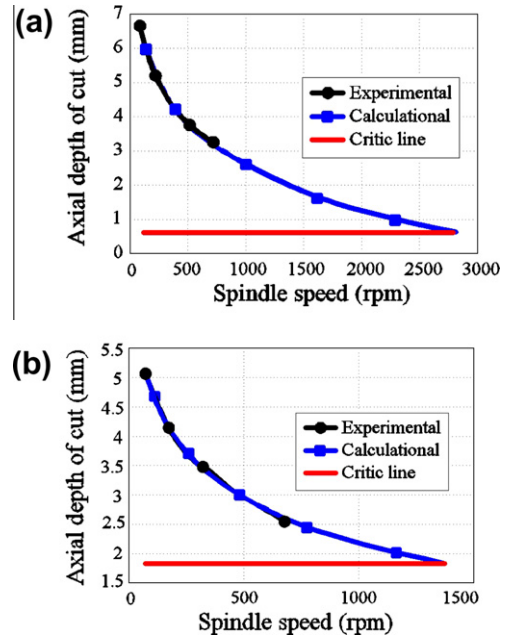 (a)
Axial depth of cut (mm)
7
6
5
4
3
2
1
0
Experimental
Calculational
Critic line
500 1000 1500 2000 2500 3000
Spindle speed (rpm)
(b)
Axial depth of cut (mm)
5.5
5
4.5
4
3.5
3
2.5
2
1.5
Experimental
Calculational
Critic line
500 1000 1500
Spindle speed (rpm)